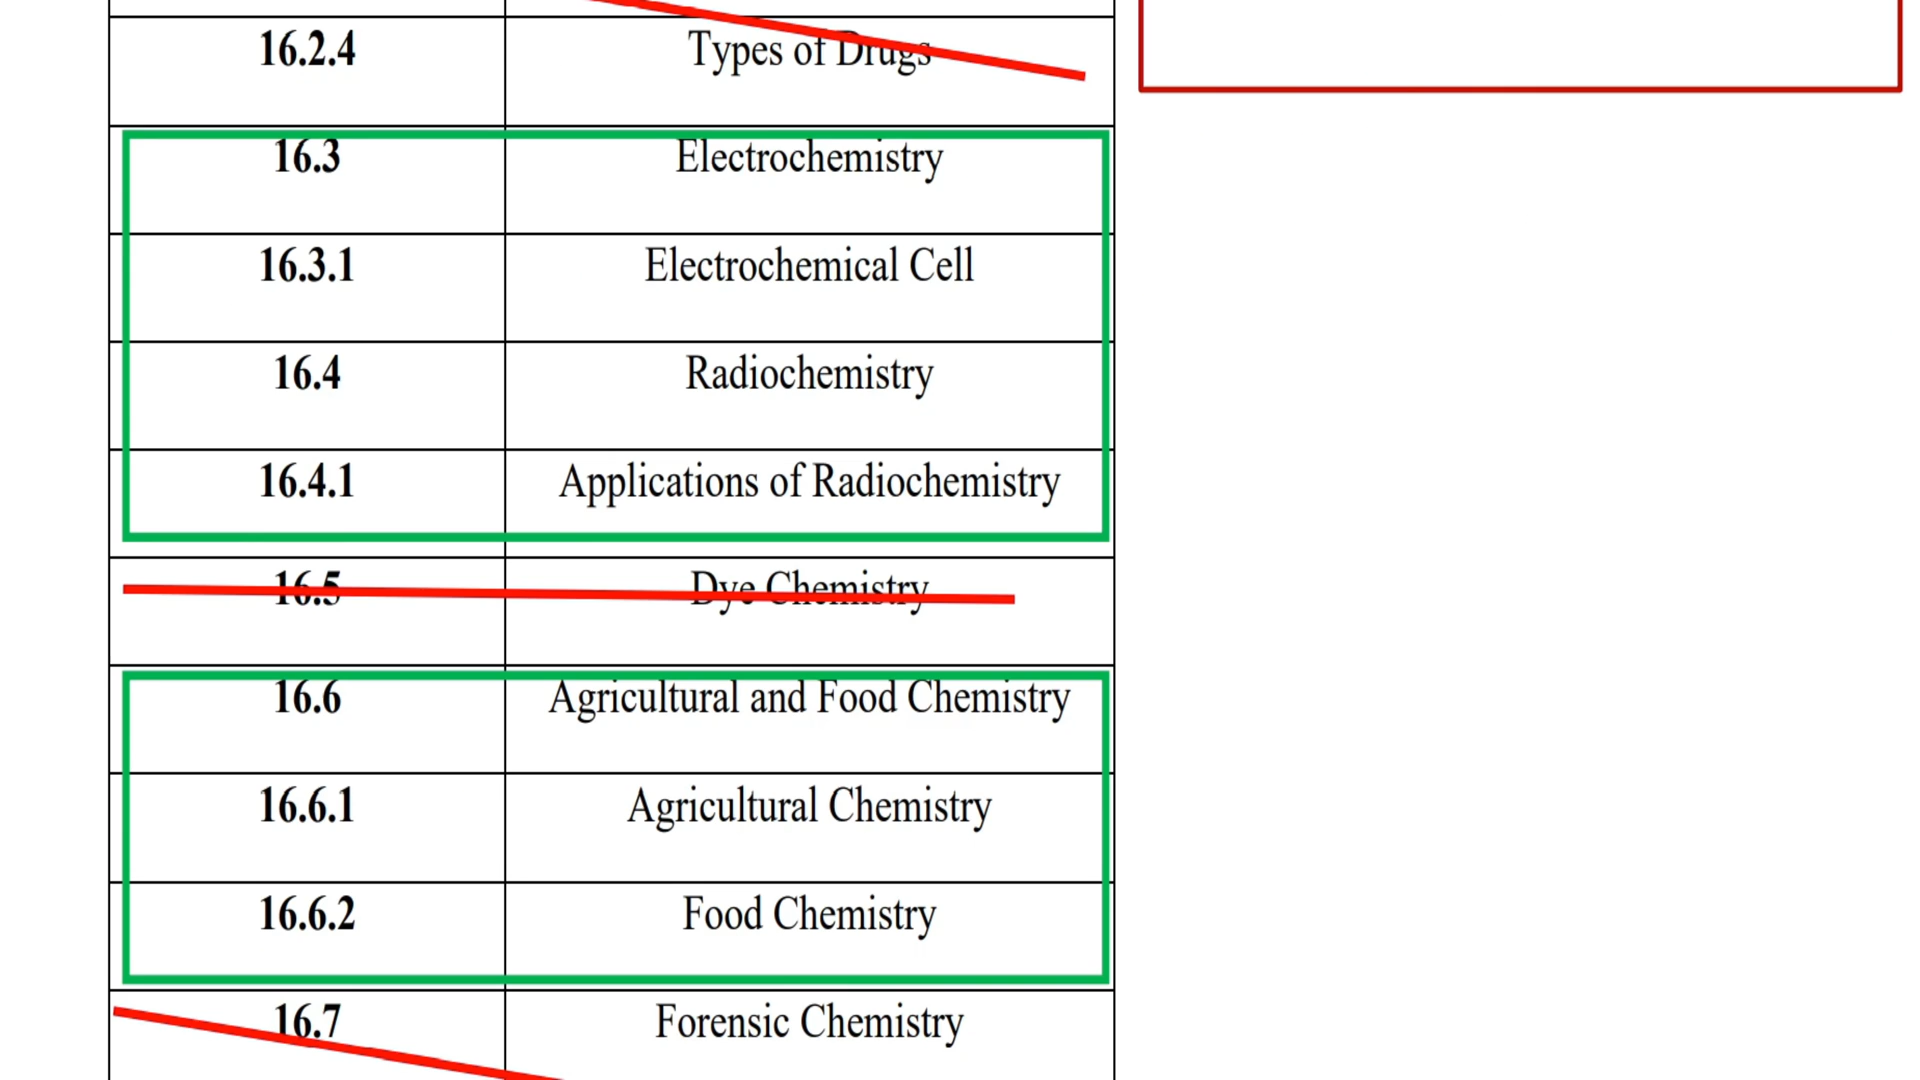 16.2.4 Types of Drugs
16.3 Electrochemistry
16.3.1 Electrochemical Cell
16.4 Radiochemistry
16.4.1 Applications of Radiochemistry
16.5 Dye Chemistry
16.6 Agricultural and Food Chemistry
16.6.1 Agricultural Chemistry
16.6.2 Food Chemistry
16.7 Forensic Chemistry